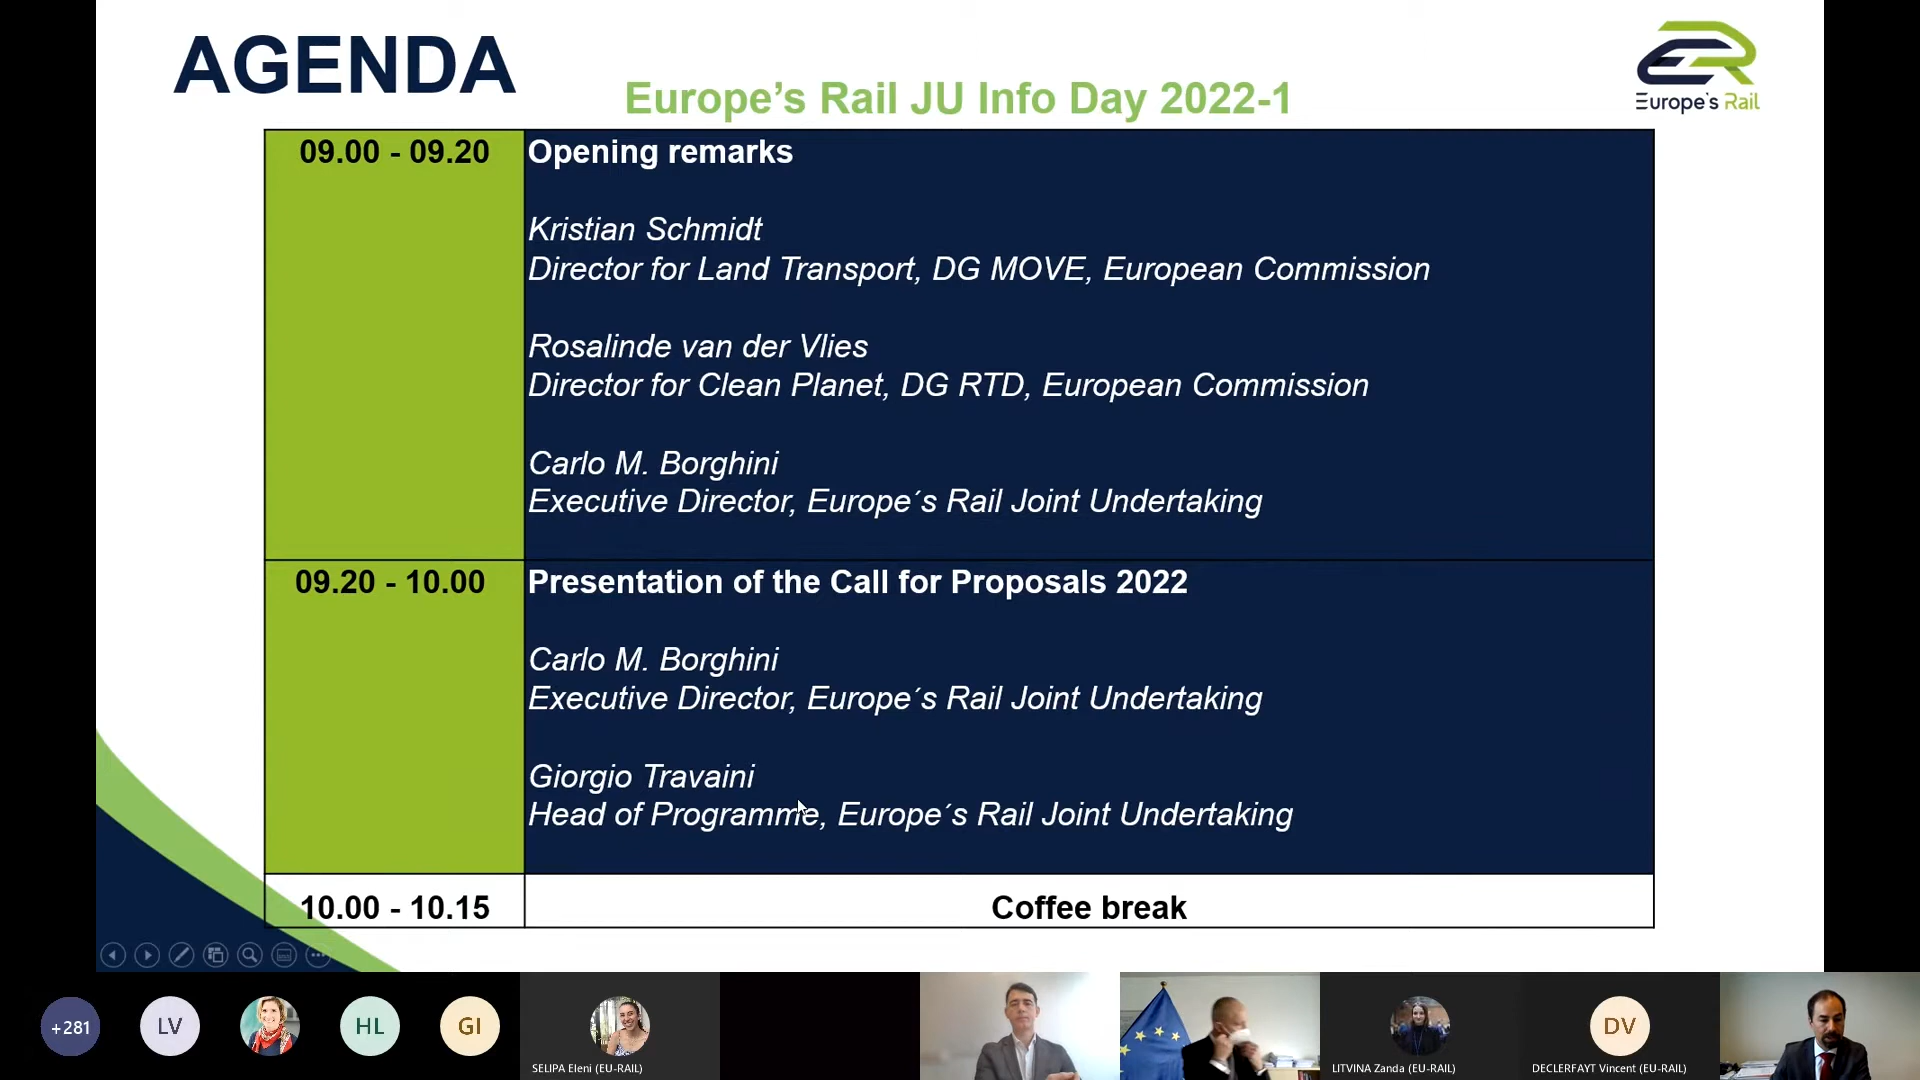 AGENDA
Europe's Rail JU Info Day 2022-1
Europe's Rail
09.00 - 09.20
Opening remarks
Kristian Schmidt
Director for Land Transport, DG MOVE, European Commission
Rosalinde van der Vlies
Director for Clean Planet, DG RTD, European Commission
Carlo M. Borghini
Executive Director, Europe´s Rail Joint Undertaking
09.20 - 10.00
Presentation of the Call for Proposals 2022
Carlo M. Borghini
Executive Director, Europe´s Rail Joint Undertaking
Giorgio Travaini
Head of Programme, Europe´s Rail Joint Undertaking
10.00 - 10.15
Coffee break
+281
LV
HL
GI
SELIPA Eleni (EU-RAIL)
LITVINA Zanda (EU-RAIL)
DV
DECLERFAYT Vincent (EU-RAIL)